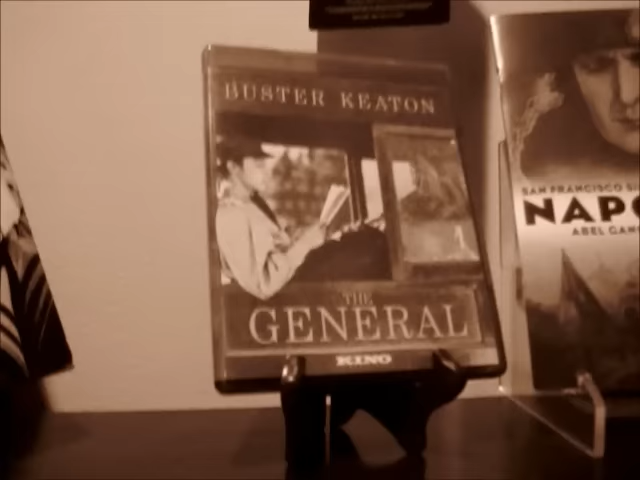 BUSTER KEATON
THE
GENERAL
KINO
SAN FRANCISCO
NAPO
ABEL GAN